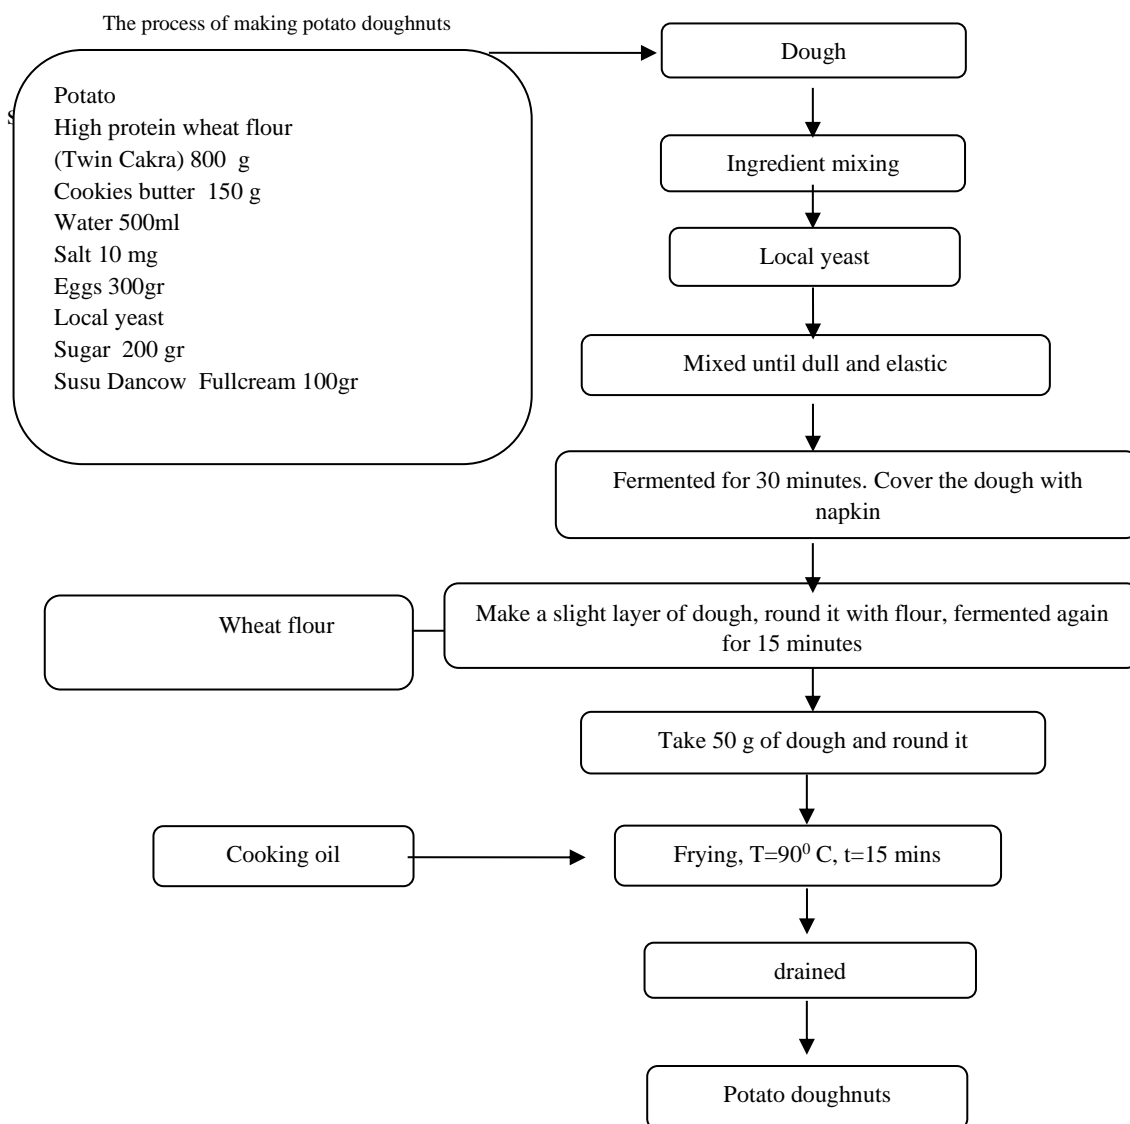 The process of making potato doughnuts
Dough
Potato
High protein wheat flour
(Twin Cakra) 800 g
Cookies butter 150 g
Water 500ml
Salt 10 mg
Eggs 300gr
Local yeast
Sugar 200 gr
Susu Dancow Fullcream 100gr
Ingredient mixing
Local yeast
Mixed until dull and elastic
Fermented for 30 minutes. Cover the dough with
napkin
Wheat flour
Make a slight layer of dough, round it with flour, fermented again
for 15 minutes
Take 50 g of dough and round it
Cooking oil
Frying, T=90⁰ C, t=15 mins
drained
Potato doughnuts